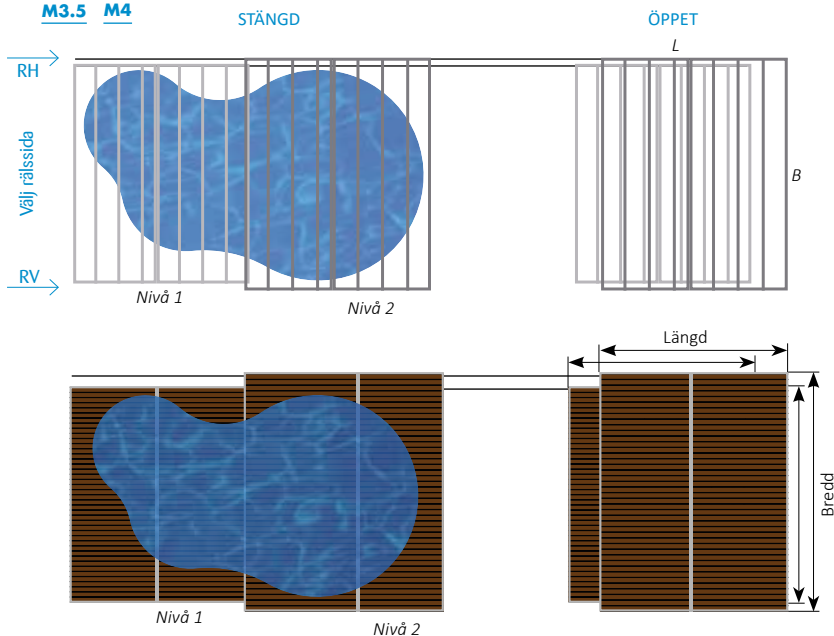 M3.5 M4
STÄNGD
ÖPPET
L
RH
Välj rälssida
B
RV
Nivå 1
Nivå 2
Längd
Bredd
Nivå 1
Nivå 2